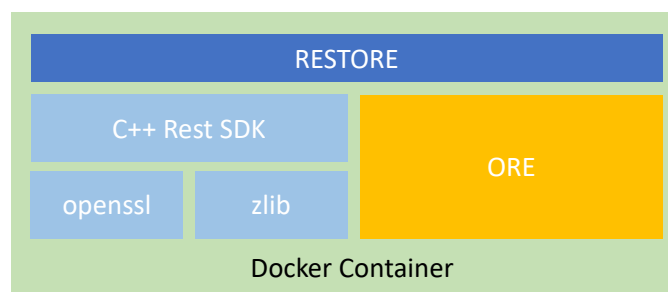 RESTORE
C++ Rest SDK
ORE
openssl
zlib
Docker Container